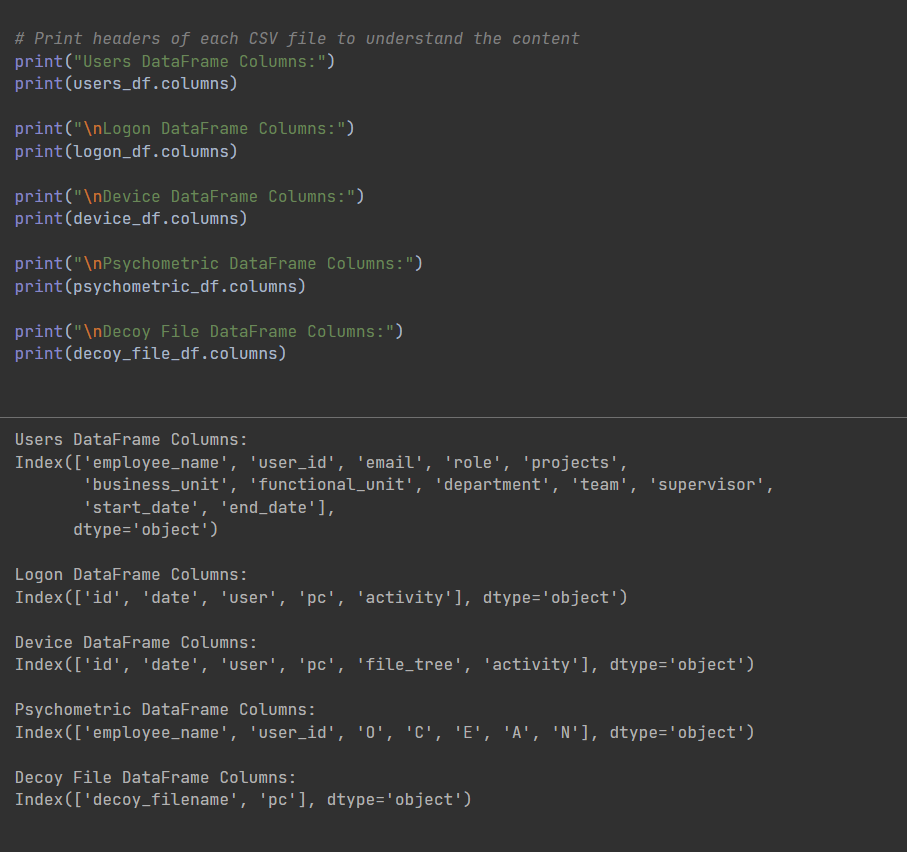 # Print headers of each CSV file to understand the content
print("Users DataFrame Columns:")
print(users_df.columns)
print("\nLogon DataFrame Columns:")
print(logon_df.columns)
print("\nDevice DataFrame Columns:")
print(device_df.columns)
print("\nPsychometric DataFrame Columns:")
print(psychometric_df.columns)
print("\nDecoy File DataFrame Columns:")
print(decoy_file_df.columns)
Users DataFrame Columns:
Index(['employee_name', 'user_id', 'email', 'role', 'projects',
       'business_unit', 'functional_unit', 'department', 'team', 'supervisor',
       'start_date', 'end_date'],
      dtype='object')
Logon DataFrame Columns:
Index(['id', 'date', 'user', 'pc', 'activity'], dtype='object')
Device DataFrame Columns:
Index(['id', 'date', 'user', 'pc', 'file_tree', 'activity'], dtype='object')
Psychometric DataFrame Columns:
Index(['employee_name', 'user_id', 'O', 'C', 'E', 'A', 'N'], dtype='object')
Decoy File DataFrame Columns:
Index(['decoy_filename', 'pc'], dtype='object')